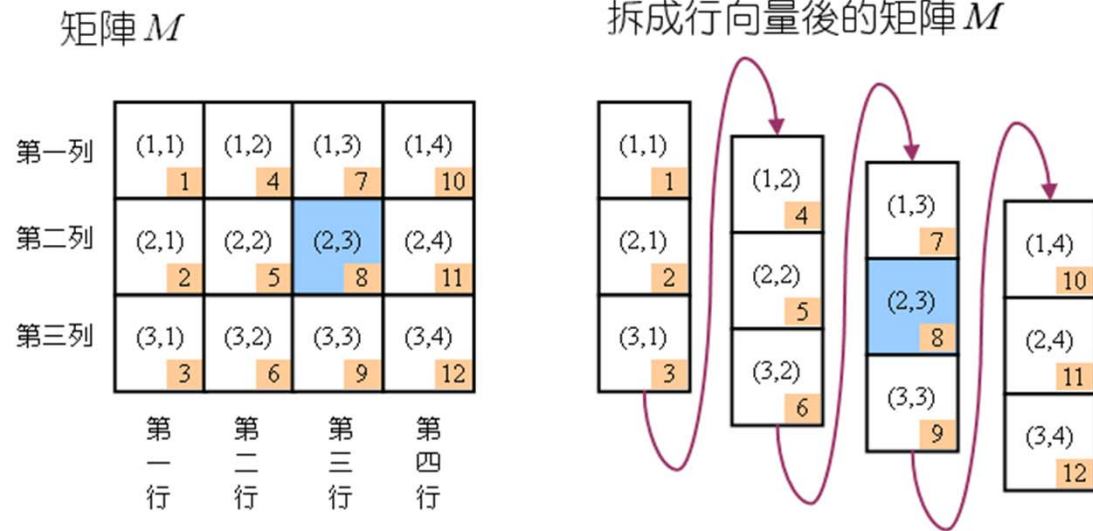 矩陣 M
第一列 (1,1) (1,2) (1,3) (1,4)
1 4 7 10
第二列 (2,1) (2,2) (2,3) (2,4)
2 5 8 11
第三列 (3,1) (3,2) (3,3) (3,4)
3 6 9 12
第一行 第二行 第三行 第四行
拆成行向量後的矩陣 M
(1,1)
1
(2,1)
2
(3,1)
3
(1,2)
4
(2,2)
5
(3,2)
6
(1,3)
7
(2,3)
8
(3,3)
9
(1,4)
10
(2,4)
11
(3,4)
12